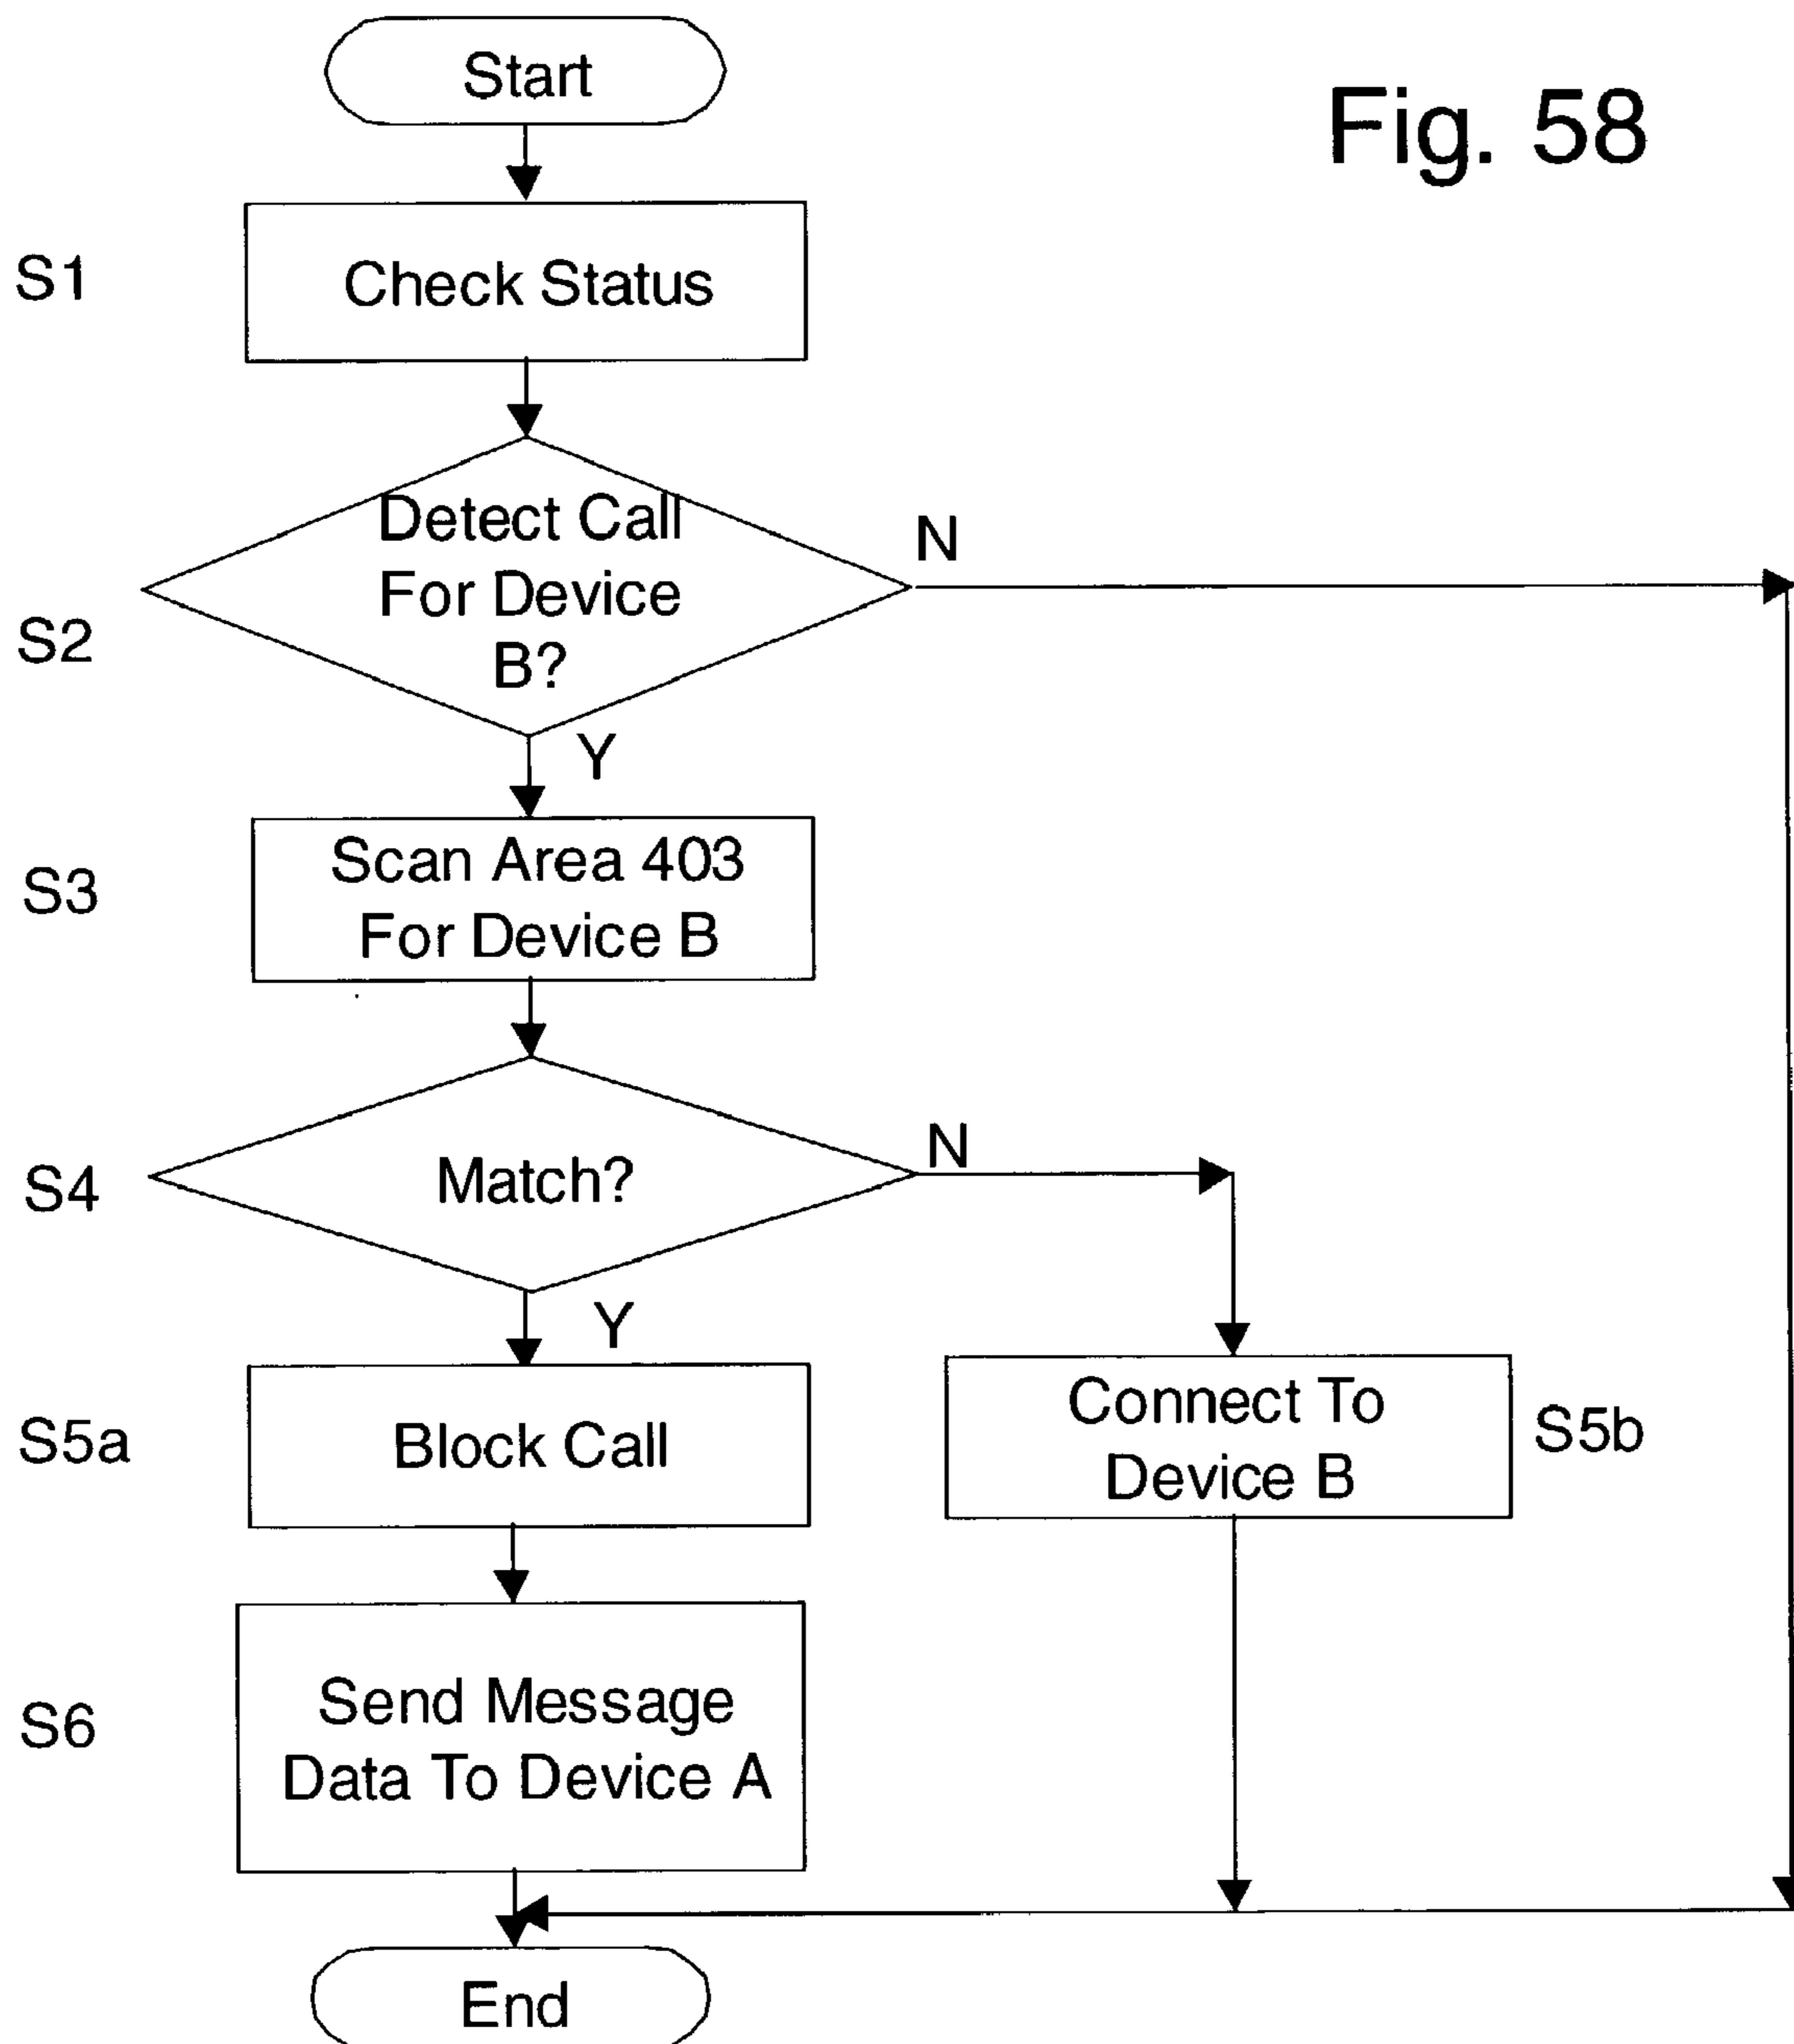 Start
Fig. 58
S1
Check Status
Detect Call
For Device
B?
N
S2
Y
S3
Scan Area 403
For Device B
S4
Match?
N
Y
S5a
Block Call
Connect To
Device B
S5b
S6
Send Message
Data To Device A
End